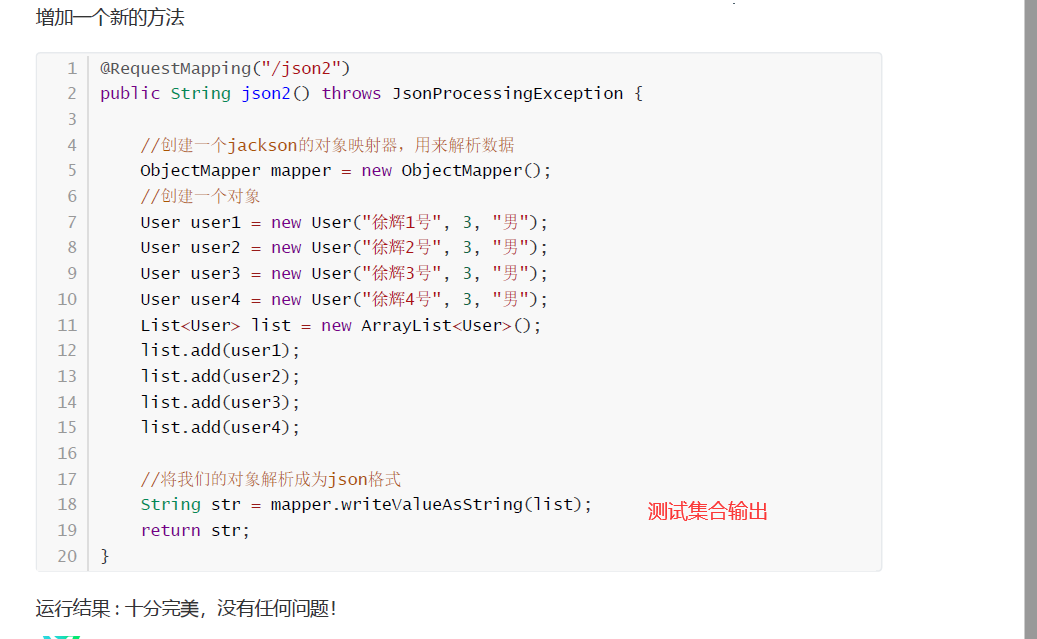 增加一个新的方法
1 @RequestMapping("/json2")
2 public String json2() throws JsonProcessingException {
3
4 //创建一个jackson的对象映射器，用来解析数据
5 ObjectMapper mapper = new ObjectMapper();
6 //创建一个对象
7 User user1 = new User("徐辉1号", 3, "男");
8 User user2 = new User("徐辉2号", 3, "男");
9 User user3 = new User("徐辉3号", 3, "男");
10 User user4 = new User("徐辉4号", 3, "男");
11 List<User> list = new ArrayList<User>();
12 list.add(user1);
13 list.add(user2);
14 list.add(user3);
15 list.add(user4);
16
17 //将我们的对象解析成为json格式
18 String str = mapper.writeValueAsString(list); 测试集合输出
19 return str;
20 }
运行结果 : 十分完美，没有任何问题！